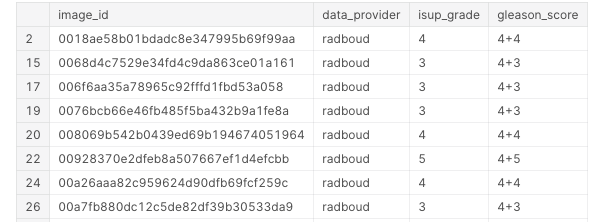 image_id data_provider isup_grade gleason_score
2 0018ae58b01bdadc8e347995b69f99aa radboud 4 4+4
15 0068d4c7529e34fd4c9da863ce01a161 radboud 3 4+3
17 006f6aa35a78965c92fffd1fbd53a058 radboud 3 4+3
19 0076bcb66e46fb485f5ba432b9a1fe8a radboud 3 4+3
20 008069b542b0439ed69b194674051964 radboud 4 4+4
22 00928370e2dfeb8a507667ef1d4efcbb radboud 5 4+5
24 00a26aaa82c959624d90dfb69fcf259c radboud 4 4+4
26 00a7fb880dc12c5de82df39b30533da9 radboud 3 4+3